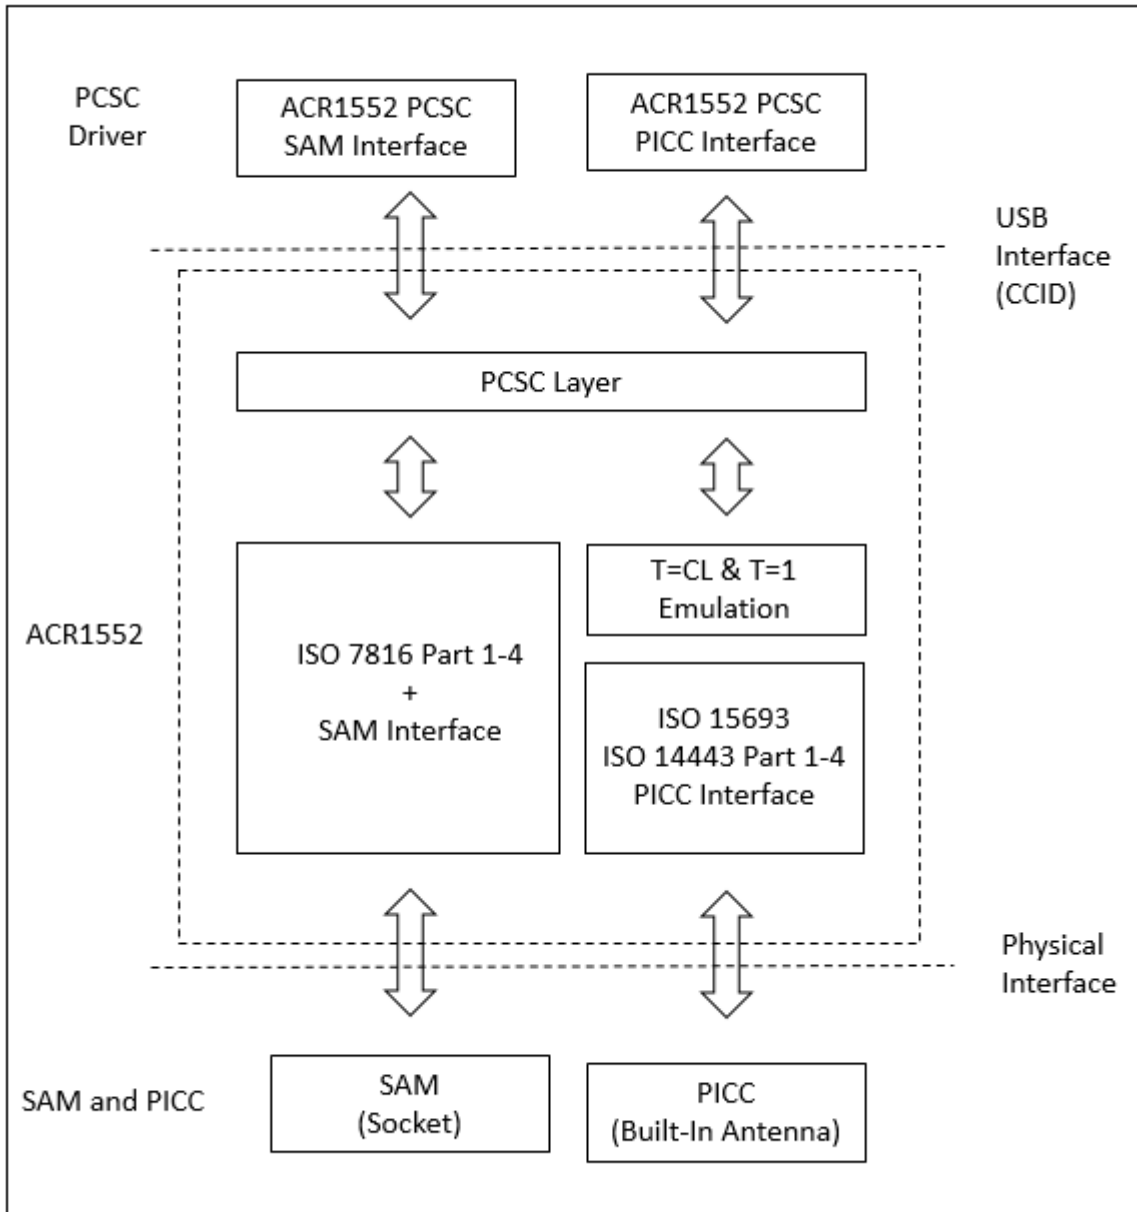 PCSC
Driver
ACR1552 PCSC
SAM Interface
ACR1552 PCSC
PICC Interface
USB
Interface
(CCID)
PCSC Layer
ACR1552
ISO 7816 Part 1-4
+
SAM Interface
T=CL & T=1
Emulation
ISO 15693
ISO 14443 Part 1-4
PICC Interface
Physical
Interface
SAM and PICC
SAM
(Socket)
PICC
(Built-In Antenna)